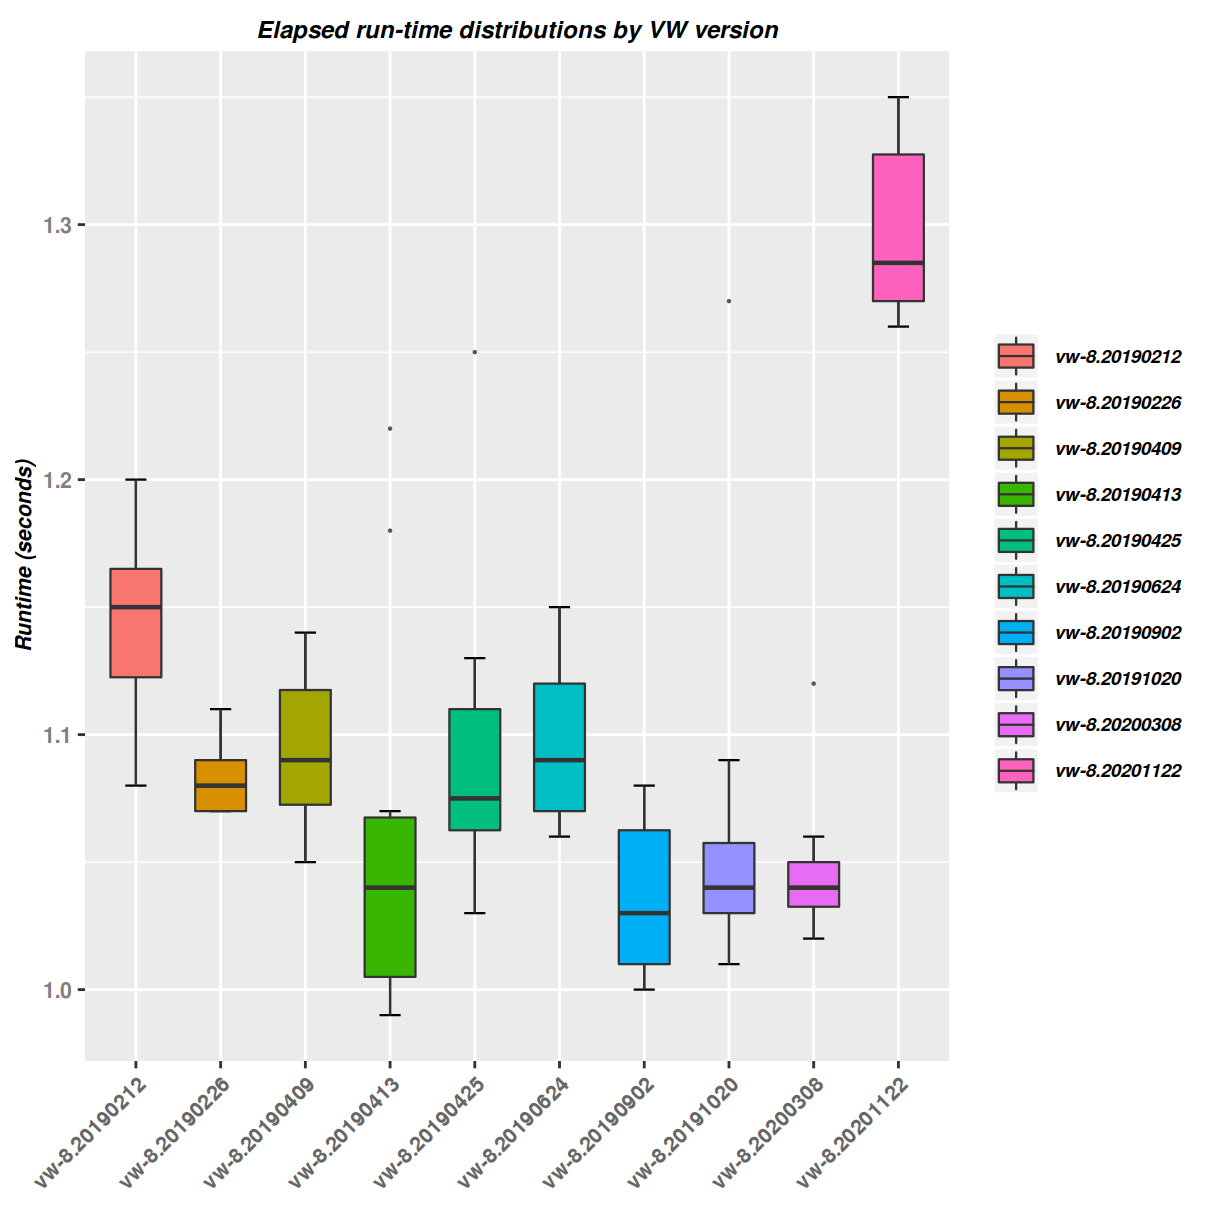 Elapsed run-time distributions by VW version
Runtime (seconds)
1.3
1.2
1.1
1.0
vw-8.20190212
vw-8.20190226
vw-8.20190409
vw-8.20190413
vw-8.20190425
vw-8.20190624
vw-8.20190902
vw-8.20191020
vw-8.20200308
vw-8.20201122
vw-8.20190212
vw-8.20190226
vw-8.20190409
vw-8.20190413
vw-8.20190425
vw-8.20190624
vw-8.20190902
vw-8.20191020
vw-8.20200308
vw-8.20201122